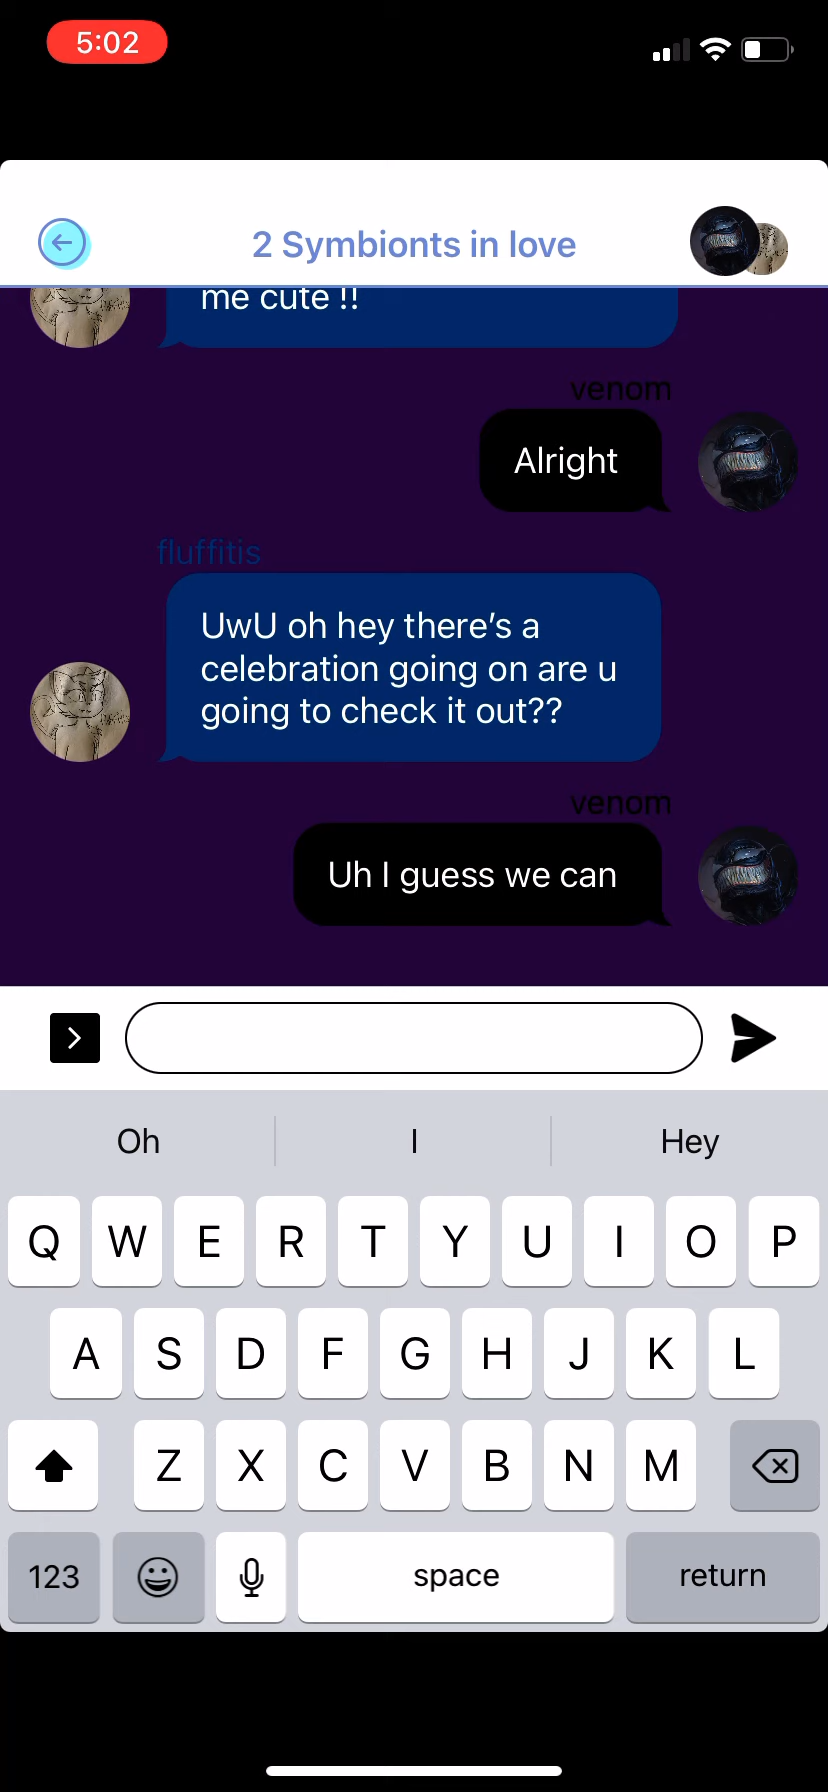 5:02
2 Symbionts in love
me cute !!
venom
Alright
fluffitis
UwU oh hey there’s a
celebration going on are u
going to check it out??
venom
Uh I guess we can
Oh I Hey
Q W E R T Y U I O P
A S D F G H J K L
Z X C V B N M
123 space return